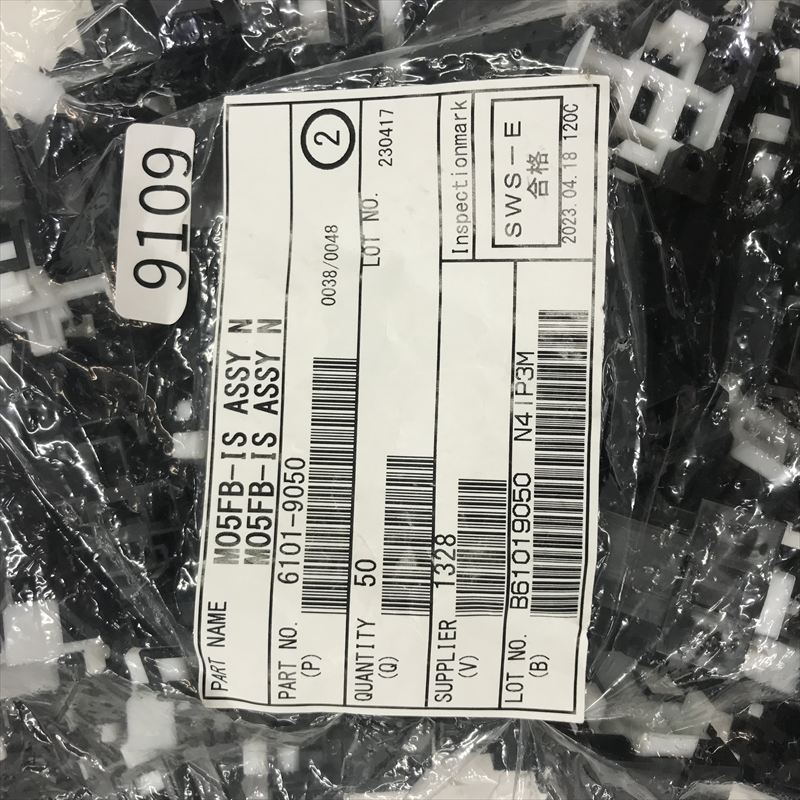 9109
PART NAME
M05FB-IS ASSY N
M05FB-IS ASSY N
PART NO. 6101-9050
(P)
0038/0048
2
QUANTITY 50
(Q)
LOT NO. 230417
SUPPLIER 1328
(V)
Inspectionmark
SWS-E
合格
2023.04.18 120C
LOT NO. B61019050 N4IP3M
(B)